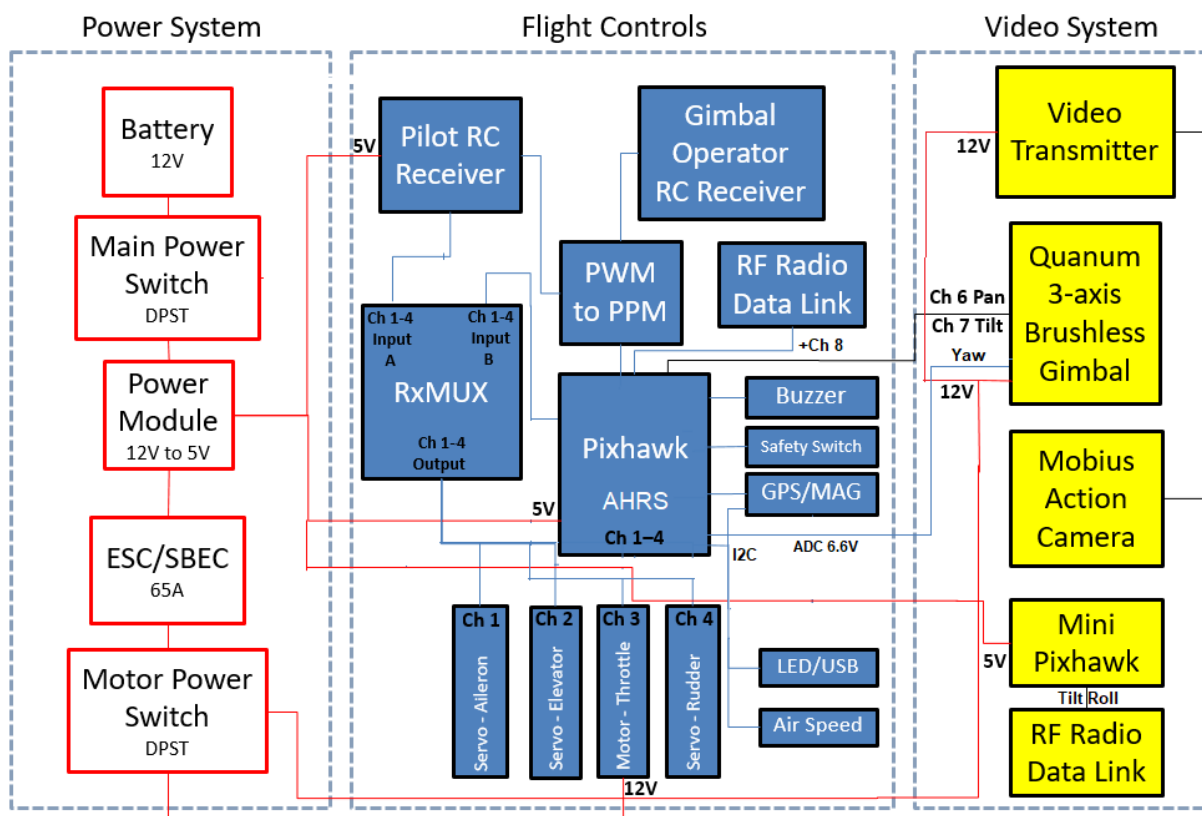 Power System
Flight Controls
Video System
Battery
12V
Main Power
Switch
DPST
Power
Module
12V to 5V
ESC/SBEC
65A
Motor Power
Switch
DPST
5V
Pilot RC
Receiver
Gimbal
Operator
RC Receiver
PWM
to PPM
RF Radio
Data Link
+Ch 8
Ch 1-4
Input
A
Ch 1-4
Input
B
RxMUX
Ch 1-4
Output
Pixhawk
AHRS
5V
Ch 1–4
Buzzer
Safety Switch
GPS/MAG
ADC 6.6V
I2C
Ch 1
Servo - Aileron
Ch 2
Servo - Elevator
Ch 3
Motor - Throttle
Ch 4
Servo - Rudder
12V
LED/USB
Air Speed
12V
Video
Transmitter
Ch 6 Pan
Ch 7 Tilt
Yaw
12V
Quanum
3-axis
Brushless
Gimbal
Mobius
Action
Camera
5V
Mini
Pixhawk
Tilt Roll
RF Radio
Data Link